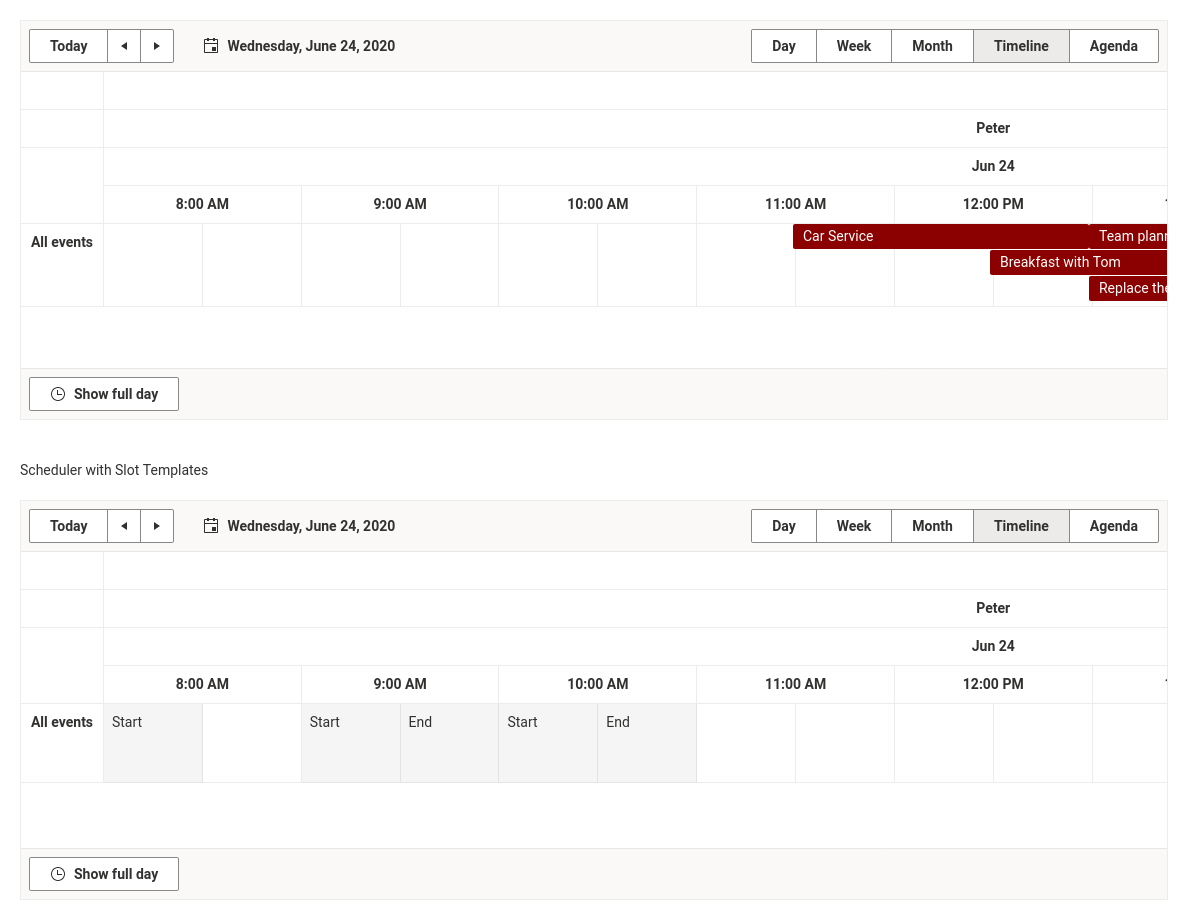 Today Wednesday, June 24, 2020 Day Week Month Timeline Agenda
Peter
Jun 24
8:00 AM 9:00 AM 10:00 AM 11:00 AM 12:00 PM
All events Car Service Team
Breakfast with Tom
Replace
Show full day
Scheduler with Slot Templates
Today Wednesday, June 24, 2020 Day Week Month Timeline Agenda
Peter
Jun 24
8:00 AM 9:00 AM 10:00 AM 11:00 AM 12:00 PM
All events Start Start End Start End
Show full day